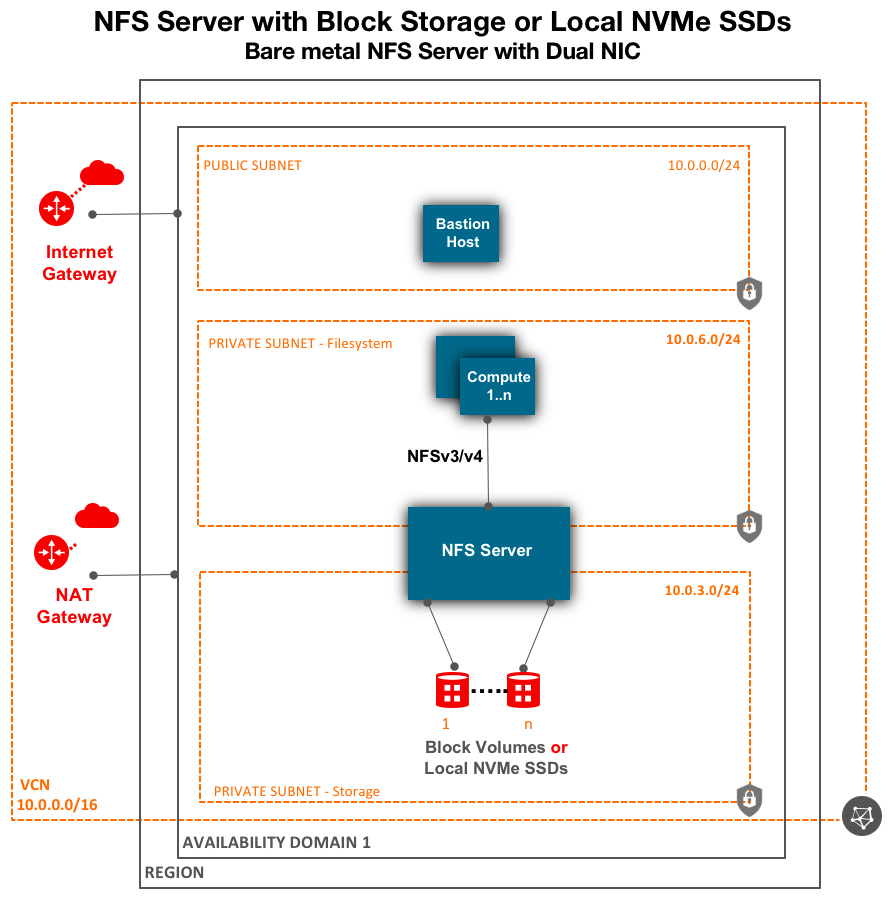 NFS Server with Block Storage or Local NVMe SSDs
Bare metal NFS Server with Dual NIC
PUBLIC SUBNET
10.0.0.0/24
Bastion
Host
Internet
Gateway
PRIVATE SUBNET - Filesystem
10.0.6.0/24
Compute
1..n
NFSv3/v4
NFS Server
NAT
Gateway
10.0.3.0/24
1
n
Block Volumes or
Local NVMe SSDs
PRIVATE SUBNET - Storage
VCN
10.0.0.0/16
AVAILABILITY DOMAIN 1
REGION